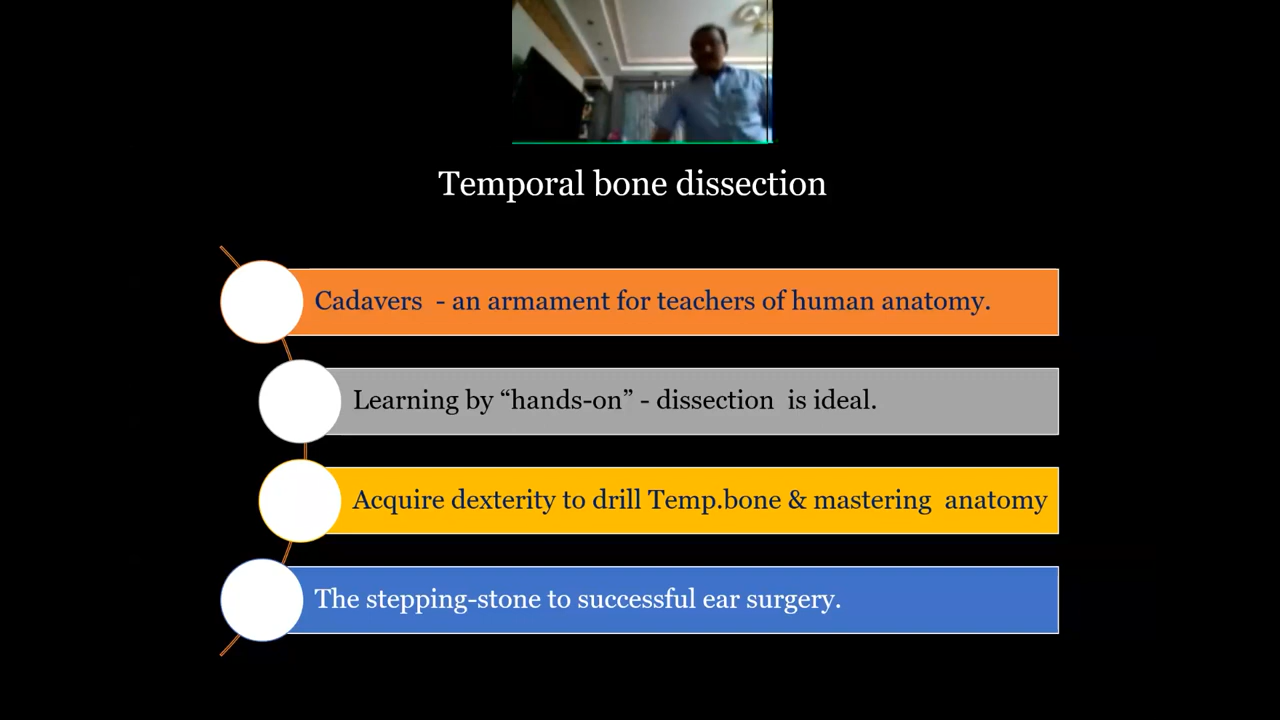 Temporal bone dissection
Cadavers - an armament for teachers of human anatomy.
Learning by “hands-on” - dissection is ideal.
Acquire dexterity to drill Temp.bone & mastering anatomy
The stepping-stone to successful ear surgery.